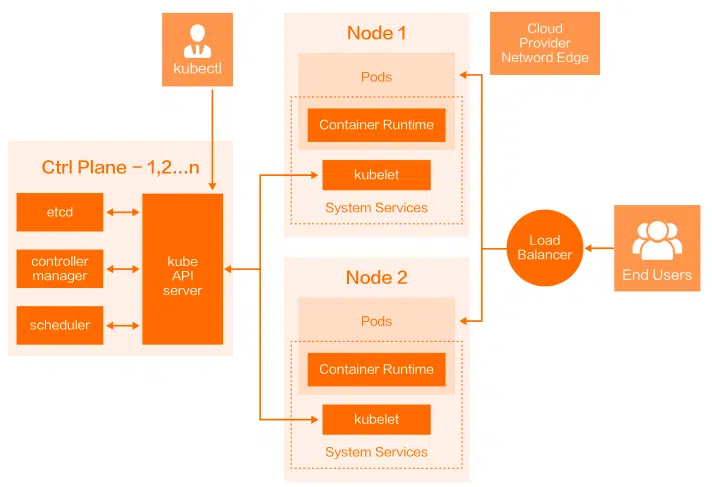 kubectl
Ctrl Plane – 1,2...n
etcd
controller
manager
scheduler
kube
API
server
Node 1
Pods
Container Runtime
kubelet
System Services
Node 2
Pods
Container Runtime
kubelet
System Services
Cloud
Provider
Netword Edge
Load
Balancer
End Users